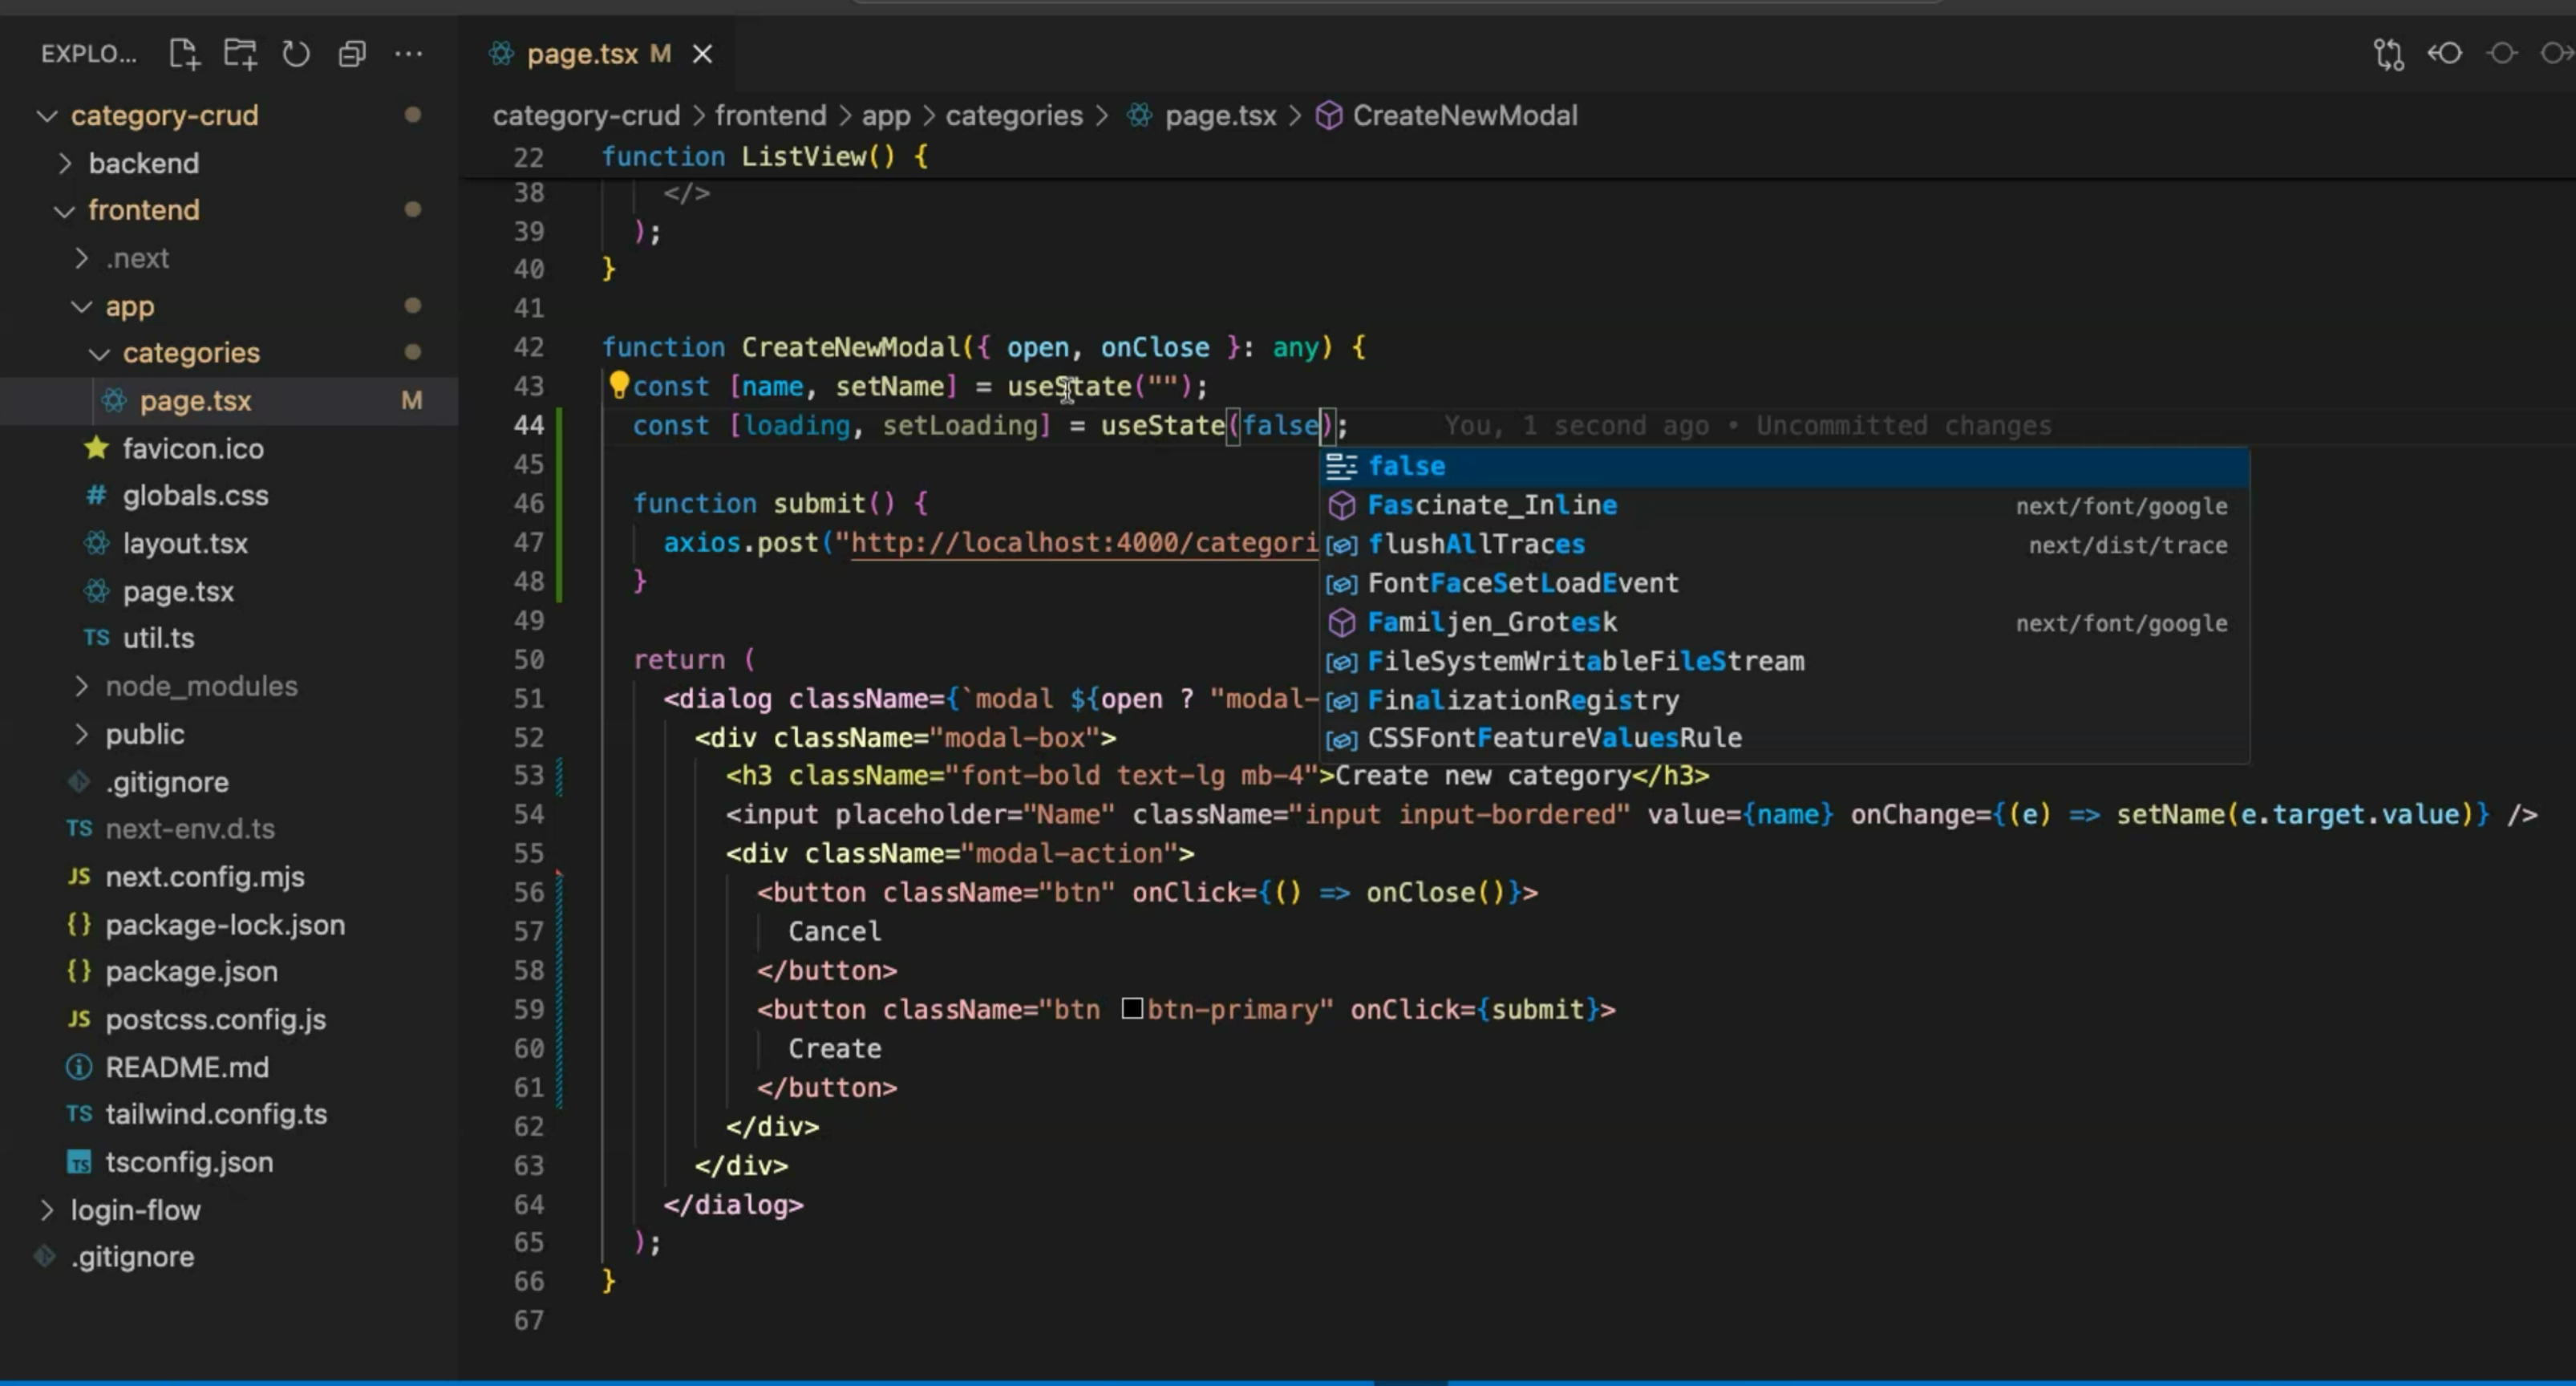 EXPLO...
category-crud
backend
frontend
.next
app
categories
page.tsx M
favicon.ico
# globals.css
layout.tsx
page.tsx
TS util.ts
node_modules
public
.gitignore
TS next-env.d.ts
JS next.config.mjs
{} package-lock.json
{} package.json
JS postcss.config.js
README.md
TS tailwind.config.ts
TS tsconfig.json
login-flow
.gitignore
page.tsx M
category-crud > frontend > app > categories > page.tsx > CreateNewModal
22 function ListView() {
38 </>
39 );
40 }
41
42 function CreateNewModal({ open, onClose }: any) {
43 const [name, setName] = useState("");
44 const [loading, setLoading] = useState(false); You, 1 second ago • Uncommitted changes
45
46 function submit() {
47 axios.post("http://localhost:4000/categori
48 }
49
50 return (
51 <dialog className={`modal ${open ? "modal-
52 <div className="modal-box">
53 <h3 className="font-bold text-lg mb-4">Create new category</h3>
54 <input placeholder="Name" className="input input-bordered" value={name} onChange={(e) => setName(e.target.value)} />
55 <div className="modal-action">
56 <button className="btn" onClick={() => onClose()}>
57 Cancel
58 </button>
59 <button className="btn btn-primary" onClick={submit}>
60 Create
61 </button>
62 </div>
63 </div>
64 </dialog>
65 );
66 }
67
false
Fascinate_Inline next/font/google
flushAllTraces next/dist/trace
FontFaceSetLoadEvent
Familjen_Grotesk next/font/google
FileSystemWritableFileStream
FinalizationRegistry
CSSFontFeatureValuesRule